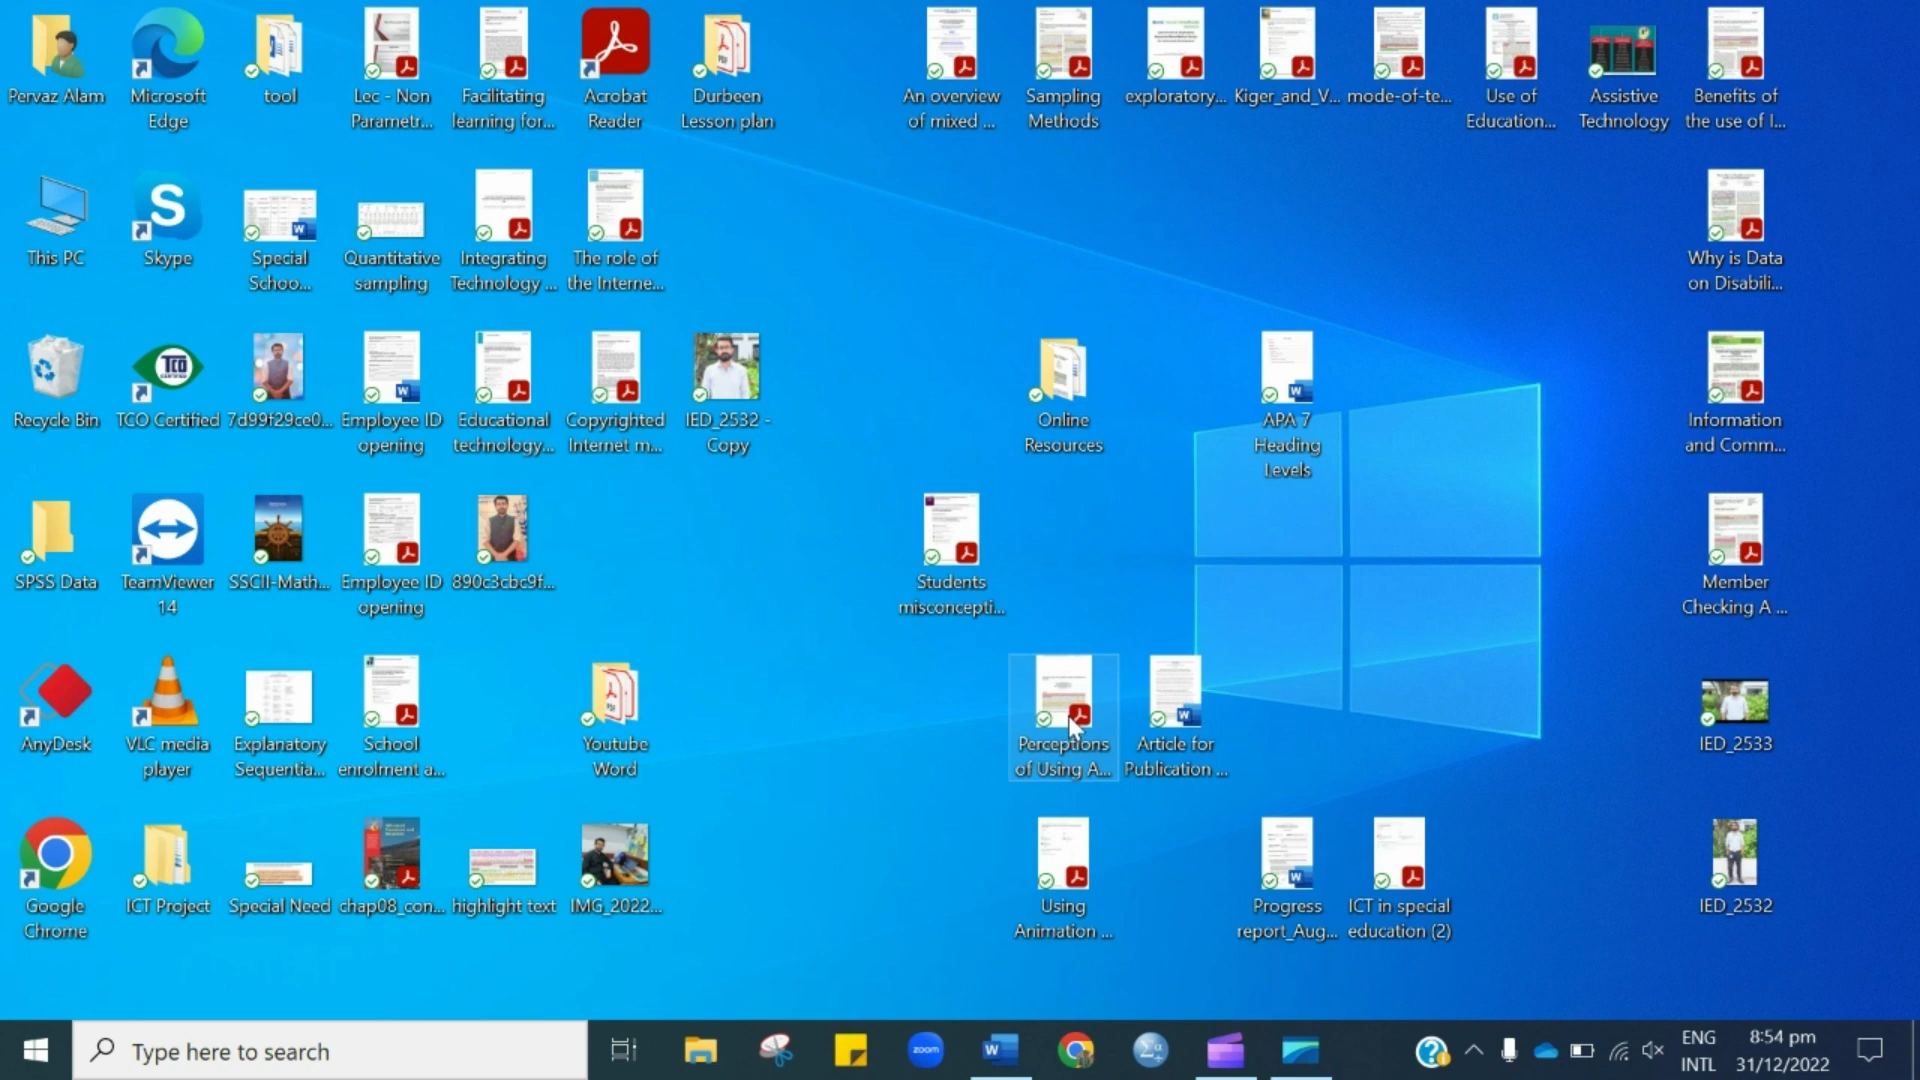 Pervaz Alam
Microsoft
Edge
tool
Lec - Non
Parametr...
Facilitating
learning for...
Acrobat
Reader
Durbeen
Lesson plan
An overview
of mixed ...
Sampling
Methods
exploratory...
Kiger_and_V...
mode-of-te...
Use of
Education...
Assistive
Technology
Benefits of
the use of I...
This PC
Skype
Special
Schoo...
Quantitative
sampling
Integrating
Technology ...
The role of
the Interne...
Why is Data
on Disabili...
Recycle Bin
TCO Certified
7d99f29ce0...
Employee ID
opening
Educational
technology...
Copyrighted
Internet m...
IED_2532 -
Copy
Online
Resources
APA 7
Heading
Levels
Information
and Comm...
SPSS Data
TeamViewer
14
SSCII-Math...
Employee ID
opening
890c3cbc9f...
Students
misconcepti...
Member
Checking A ...
AnyDesk
VLC media
player
Explanatory
Sequentia...
School
enrolment a...
Youtube
Word
Perceptions
of Using A...
Article for
Publication ...
IED_2533
Google
Chrome
ICT Project
Special Need
chap08_con...
highlight text
IMG_2022...
Using
Animation ...
Progress
report_Aug...
ICT in special
education (2)
IED_2532
Type here to search
zoom
ENG
INTL
8:54 pm
31/12/2022